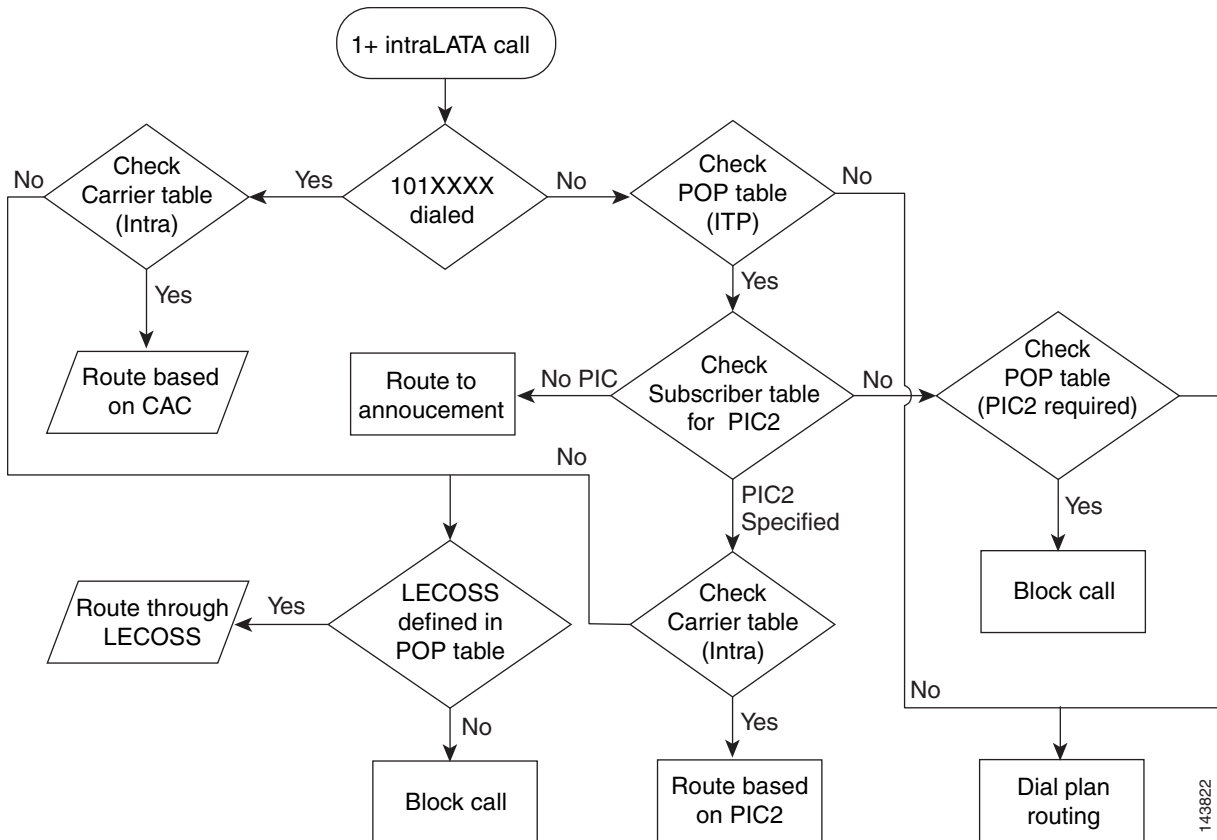 1+ intraLATA call
No
Check
Carrier table
(Intra)
Yes
101XXXX
dialed
No
Check
POP table
(ITP)
No
Yes
Yes
Route based
on CAC
Route to
annoucement
No PIC
Check
Subscriber table
for PIC2
No
Check
POP table
(PIC2 required)
No
PIC2
Specified
Yes
Route through
LECOSS
Yes
LECOSS
defined in
POP table
Check
Carrier table
(Intra)
Block call
No
No
Yes
Block call
Route based
on PIC2
Dial plan
routing
143822